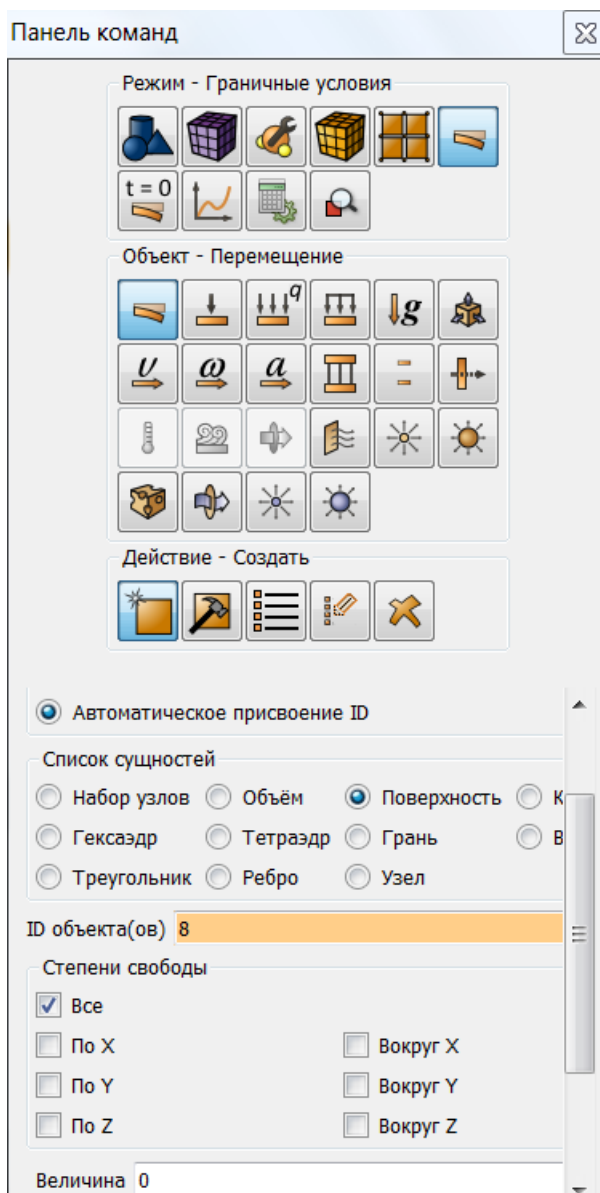 Панель команд
Режим - Граничные условия
t = 0
Объект - Перемещение
q
g
υ ω a
Действие - Создать
Автоматическое присвоение ID
Список сущностей
Набор узлов Объём Поверхность К
Гексаэдр Тетраэдр Грань В
Треугольник Ребро Узел
ID объекта(ов) 8
Степени свободы
Все
По X Вокруг X
По Y Вокруг Y
По Z Вокруг Z
Величина 0